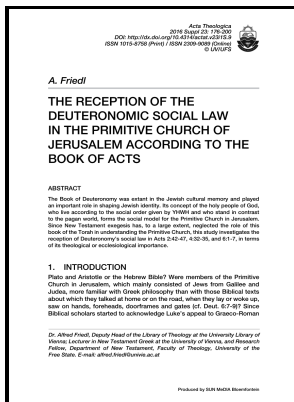 Acta Theologica
2016 Suppl 23: 176-200
DOI: http://dx.doi.org/10.4314/actat.v23i1S.9
ISSN 1015-8758 (Print) / ISSN 2309-9089 (Online)
© UV/UFS
A. Friedl
THE RECEPTION OF THE
DEUTERONOMIC SOCIAL LAW
IN THE PRIMITIVE CHURCH OF
JERUSALEM ACCORDING TO THE
BOOK OF ACTS
ABSTRACT
The Book of Deuteronomy was extant in the Jewish cultural memory and played
an important role in shaping Jewish identity. Its concept of the holy people of God,
who live according to the social order given by YHWH and who stand in contrast
to the pagan world, forms the social model for the Primitive Church in Jerusalem.
Since New Testament exegesis has, to a large extent, neglected the role of this
book of the Torah in understanding the Primitive Church, this study investigates the
reception of Deuteronomy's social law in Acts 2:42-47, 4:32-35, and 6:1-7, in
terms of its theological or ecclesiological importance.
1. INTRODUCTION
Plato and Aristotle or the Hebrew Bible? Were members of the Primitive
Church in Jerusalem, which mainly consisted of Jews from Galilee and
Judea, more familiar with Greek philosophy than with those Biblical texts
about which they talked at home or on the road, when they lay or woke up,
saw on hands, foreheads, doorframes and gates (cf. Deut. 6:7-9)? Since
Biblical scholars started to acknowledge Luke's appeal to Graeco-Roman
Dr. Alfred Friedl, Deputy Head of the Library of Theology at the University Library of
Vienna; Lecturer in New Testament Greek at the University of Vienna, and Research
Fellow, Department of New Testament, Faculty of Theology, University of the
Free State. E-mail: alfred.friedl@univie.ac.at
Produced by SUN MeDIA Bloemfontein